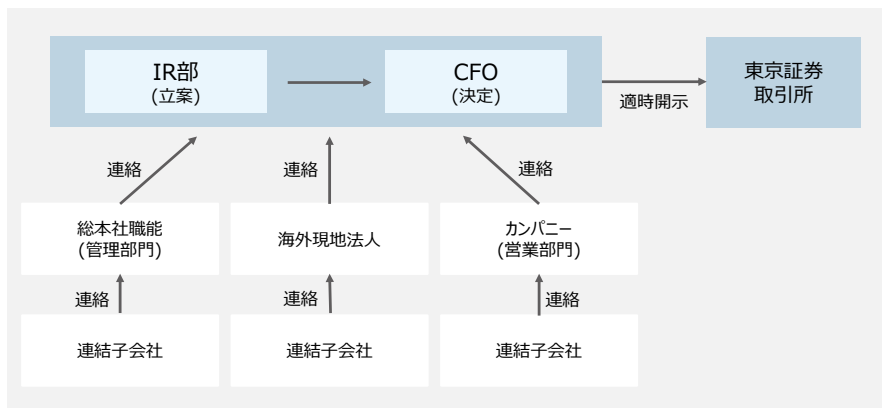 IR部
(立案)
CFO
(決定)
適時開示
東京証券
取引所
連絡
連絡
連絡
総本社職能
(管理部門)
海外現地法人
カンパニー
(営業部門)
連絡
連絡
連絡
連結子会社
連結子会社
連結子会社